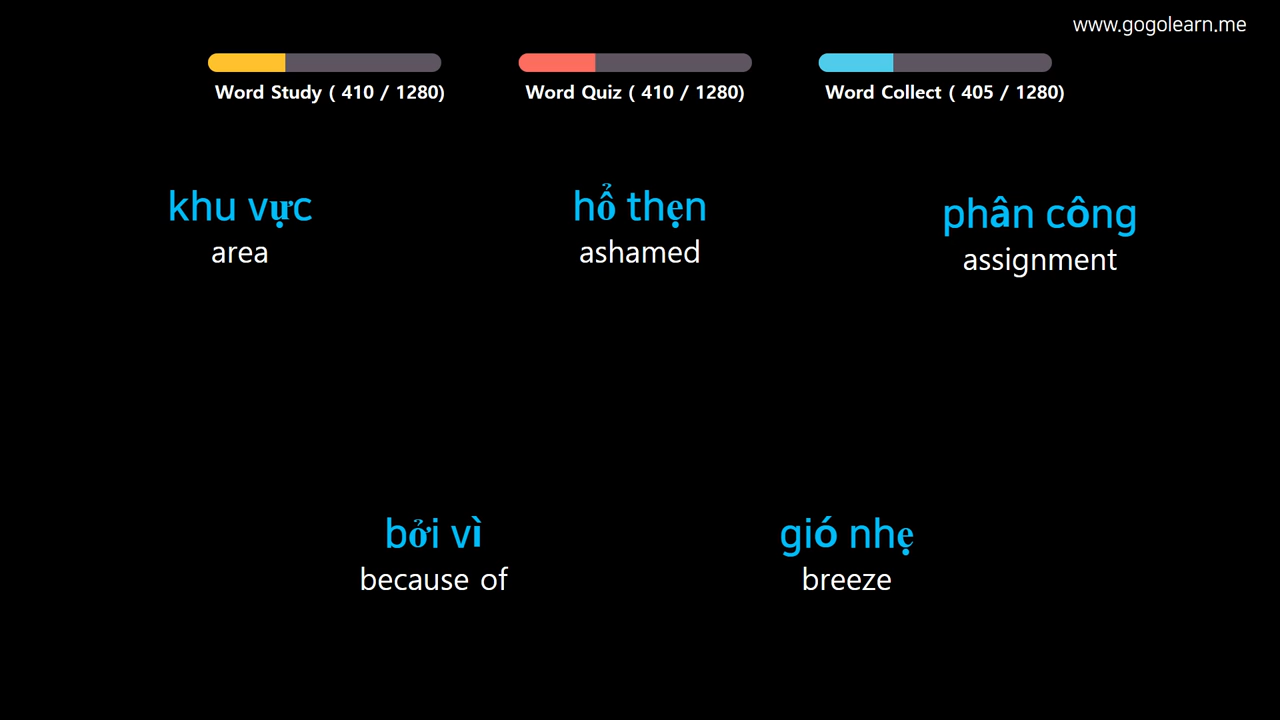 www.gogolearn.me
Word Study ( 410 / 1280)
Word Quiz ( 410 / 1280)
Word Collect ( 405 / 1280)
khu vực
area
hổ thẹn
ashamed
phân công
assignment
bởi vì
because of
gió nhẹ
breeze